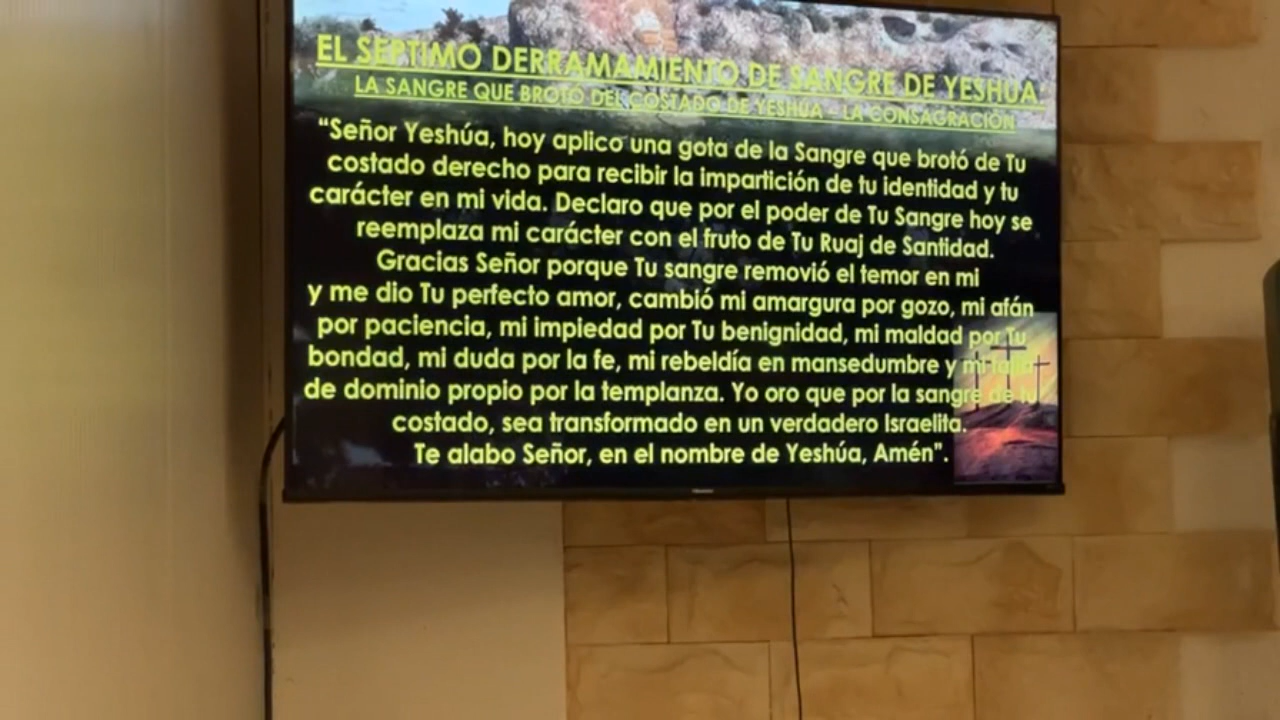 EL SEPTIMO DERRAMAMIENTO DE SANGRE DE YESHUA:
LA SANGRE QUE BROTÓ DEL COSTADO DE YESHUA - LA CONSAGRACIÓN
“Señor Yeshúa, hoy aplico una gota de la Sangre que brotó de Tu
costado derecho para recibir la impartición de tu identidad y tu
carácter en mi vida. Declaro que por el poder de Tu Sangre hoy se
reemplaza mi carácter con el fruto de Tu Ruaj de Santidad.
Gracias Señor porque Tu sangre removió el temor en mi
y me dio Tu perfecto amor, cambió mi amargura por gozo, mi afán
por paciencia, mi impiedad por Tu benignidad, mi maldad por Tu
bondad, mi duda por la fe, mi rebeldía en mansedumbre y mi falta
de dominio propio por la templanza. Yo oro que por la sangre de tu
costado, sea transformado en un verdadero Israelita.
Te alabo Señor, en el nombre de Yeshúa, Amén”.